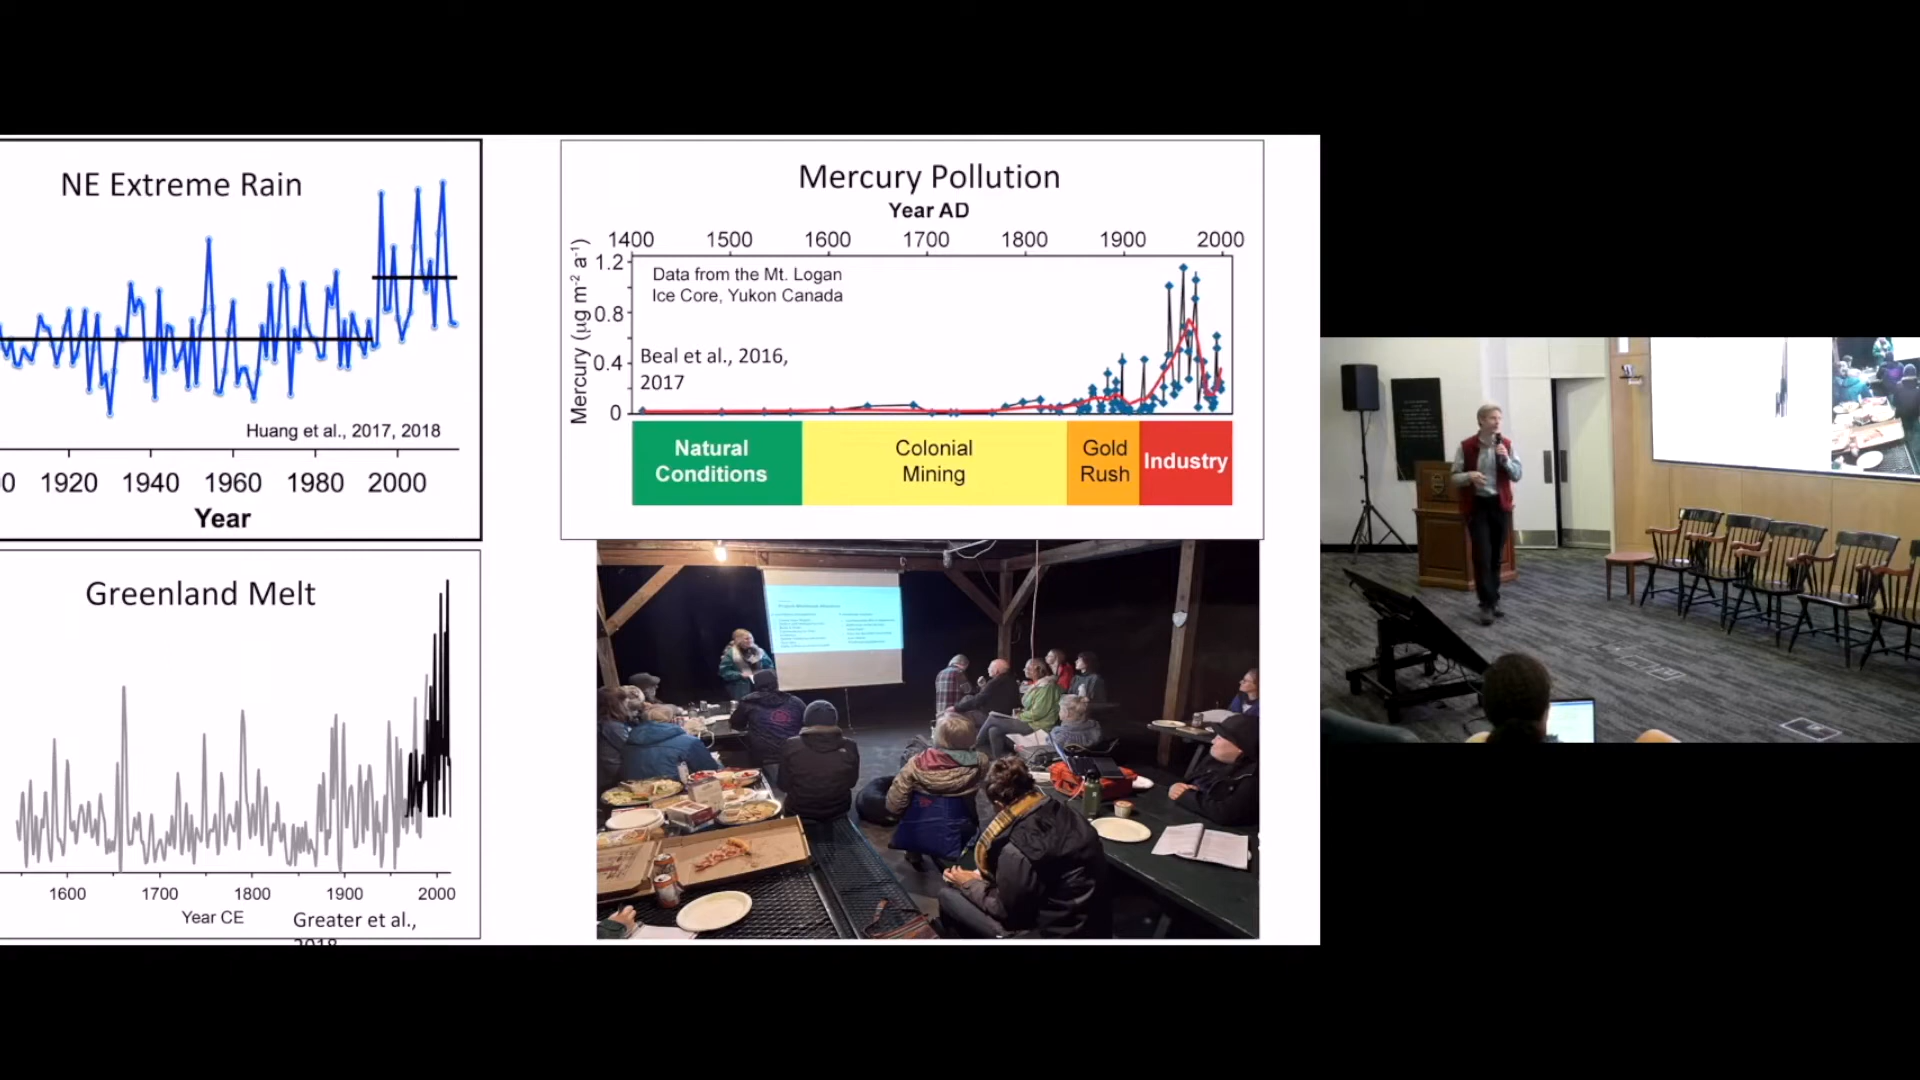 NE Extreme Rain
Huang et al., 2017, 2018
0 1920 1940 1960 1980 2000
Year
Mercury Pollution
Year AD
1400 1500 1600 1700 1800 1900 2000
Mercury (µg m⁻² a⁻¹)
1.2
0.8
0.4
0
Data from the Mt. Logan
Ice Core, Yukon Canada
Beal et al., 2016,
2017
Natural
Conditions
Colonial
Mining
Gold
Rush
Industry
Greenland Melt
1600 1700 1800 1900 2000
Year CE
Greater et al.,
2018